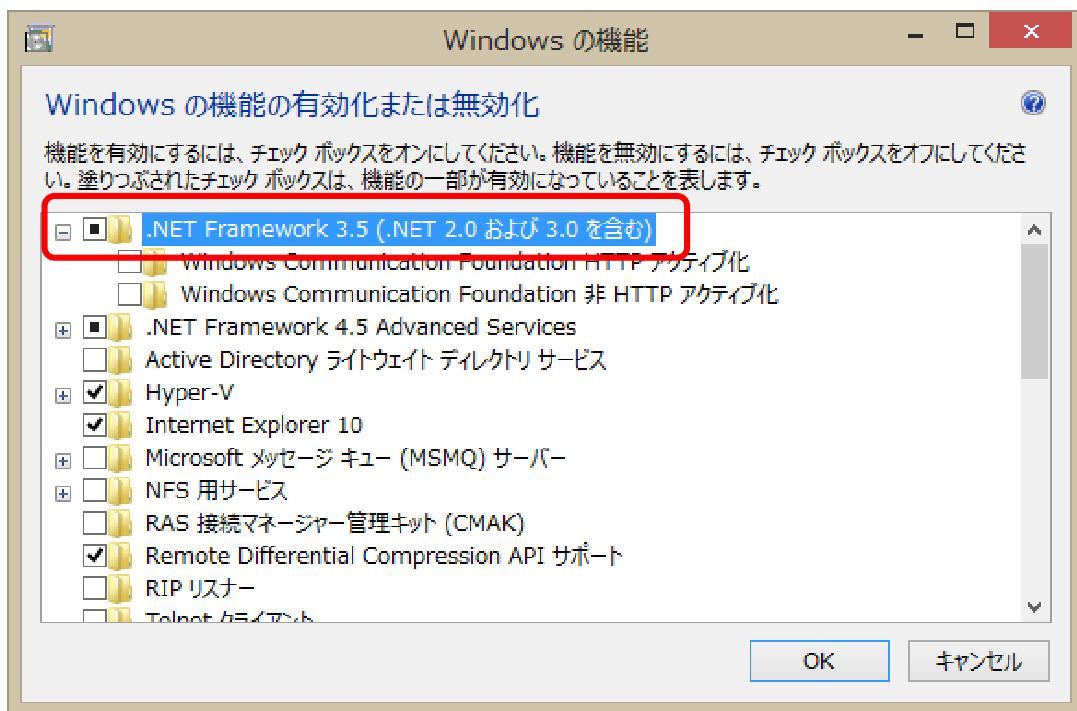 Windows の機能
Windows の機能の有効化または無効化
機能を有効にするには、チェック ボックスをオンにしてください。機能を無効にするには、チェック ボックスをオフにしてくださ
い。塗りつぶされたチェック ボックスは、機能の一部が有効になっていることを表します。
.NET Framework 3.5 (.NET 2.0 および 3.0 を含む)
Windows Communication Foundation HTTP アクティブ化
Windows Communication Foundation 非 HTTP アクティブ化
.NET Framework 4.5 Advanced Services
Active Directory ライトウェイト ディレクトリ サービス
Hyper-V
Internet Explorer 10
Microsoft メッセージ キュー (MSMQ) サーバー
NFS 用サービス
RAS 接続マネージャー管理キット (CMAK)
Remote Differential Compression API サポート
RIP リスナー
Telnet クライアント
OK
キャンセル